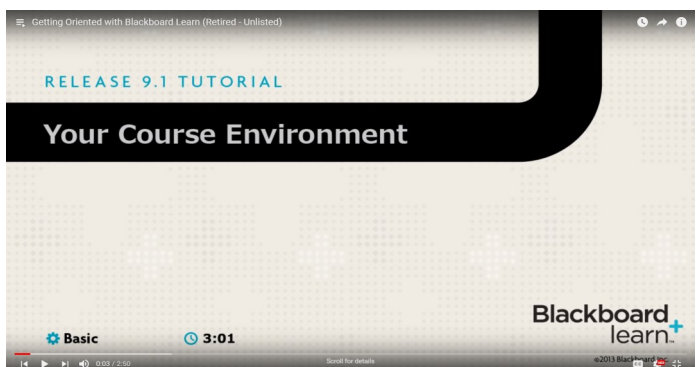 Getting Oriented with Blackboard Learn (Retired - Unlisted)
RELEASE 9.1 TUTORIAL
Your Course Environment
Blackboard
learn™
Basic
3:01
0:03 / 2:50
Scroll for details
©2013 Blackboard Inc.